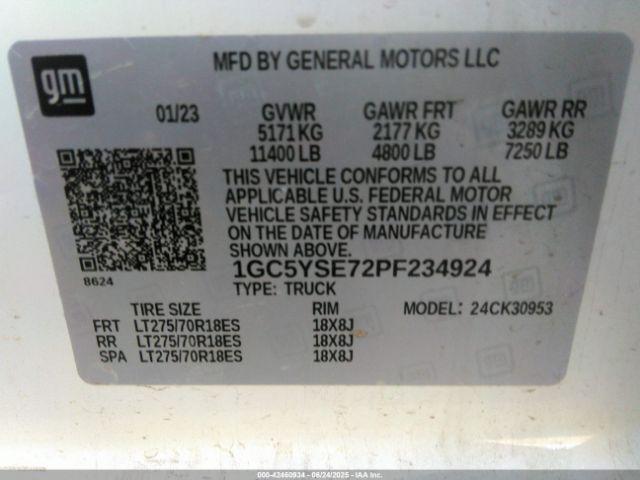 gm
MFD BY GENERAL MOTORS LLC
01/23 GVWR GAWR FRT GAWR RR
5171 KG 2177 KG 3289 KG
11400 LB 4800 LB 7250 LB
THIS VEHICLE CONFORMS TO ALL
APPLICABLE U.S. FEDERAL MOTOR
VEHICLE SAFETY STANDARDS IN EFFECT
ON THE DATE OF MANUFACTURE
SHOWN ABOVE.
8624
1GC5YSE72PF234924
TYPE: TRUCK
TIRE SIZE RIM MODEL: 24CK30953
FRT LT275/70R18ES 18X8J
RR LT275/70R18ES 18X8J
SPA LT275/70R18ES 18X8J
000-42460934 - 06/24/2025 - IAAI.COM